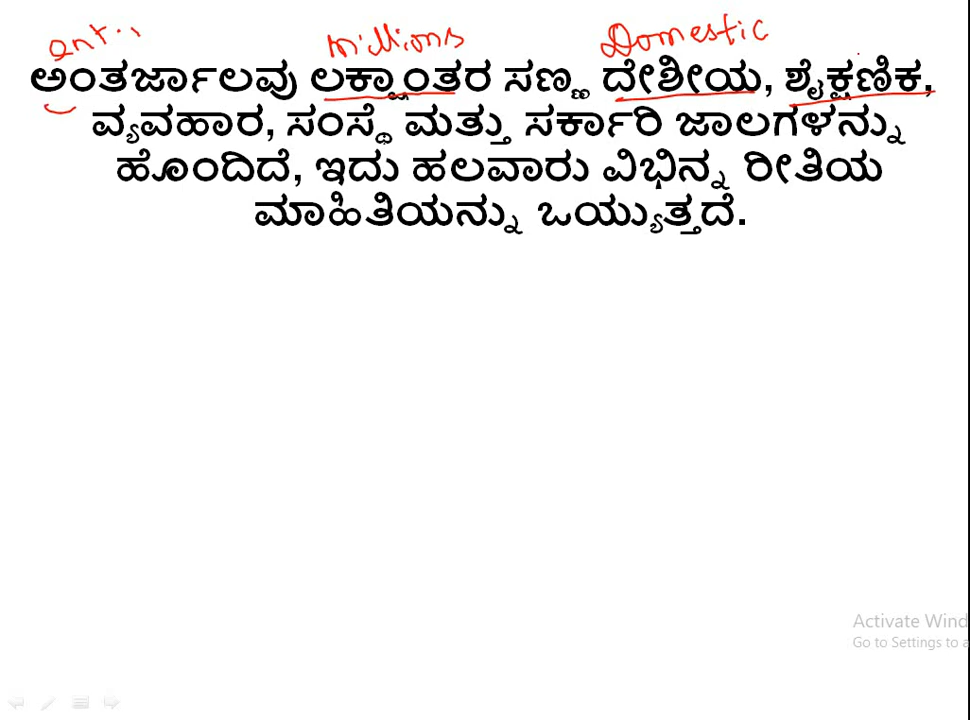 ant..
millions
Domestic
ಅಂತರ್ಜಾಲವು ಲಕ್ಷಾಂತರ ಸಣ್ಣ ದೇಶೀಯ, ಶೈಕ್ಷಣಿಕ,
ವ್ಯವಹಾರ, ಸಂಸ್ಥೆ ಮತ್ತು ಸರ್ಕಾರಿ ಜಾಲಗಳನ್ನು
ಹೊಂದಿದೆ, ಇದು ಹಲವಾರು ವಿಭಿನ್ನ ರೀತಿಯ
ಮಾಹಿತಿಯನ್ನು ಒಯ್ಯುತ್ತದೆ.
Activate Wind
Go to Settings to a